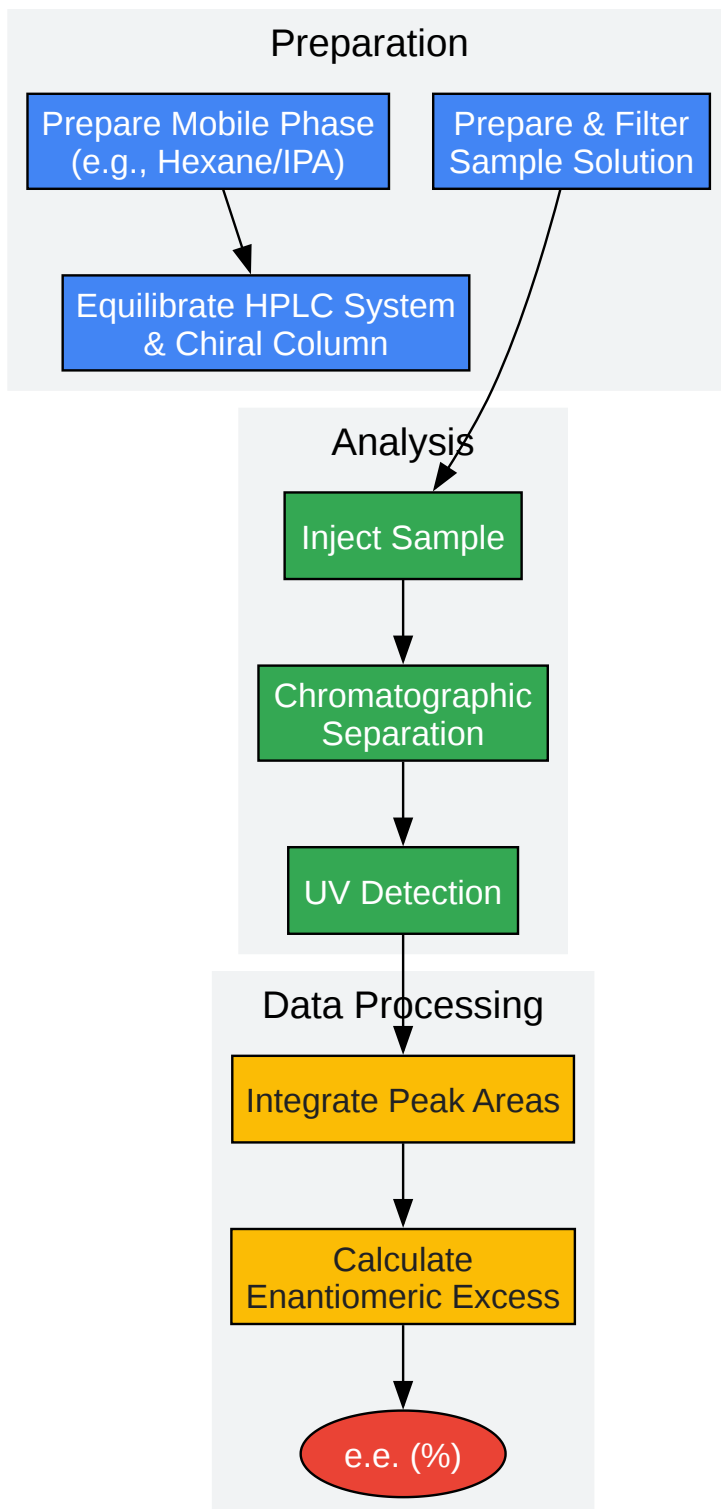 Preparation
Prepare Mobile Phase
(e.g., Hexane/IPA)
Prepare & Filter
Sample Solution
Equilibrate HPLC System
& Chiral Column
Analysis
Inject Sample
Chromatographic
Separation
UV Detection
Data Processing
Integrate Peak Areas
Calculate
Enantiomeric Excess
e.e. (%)